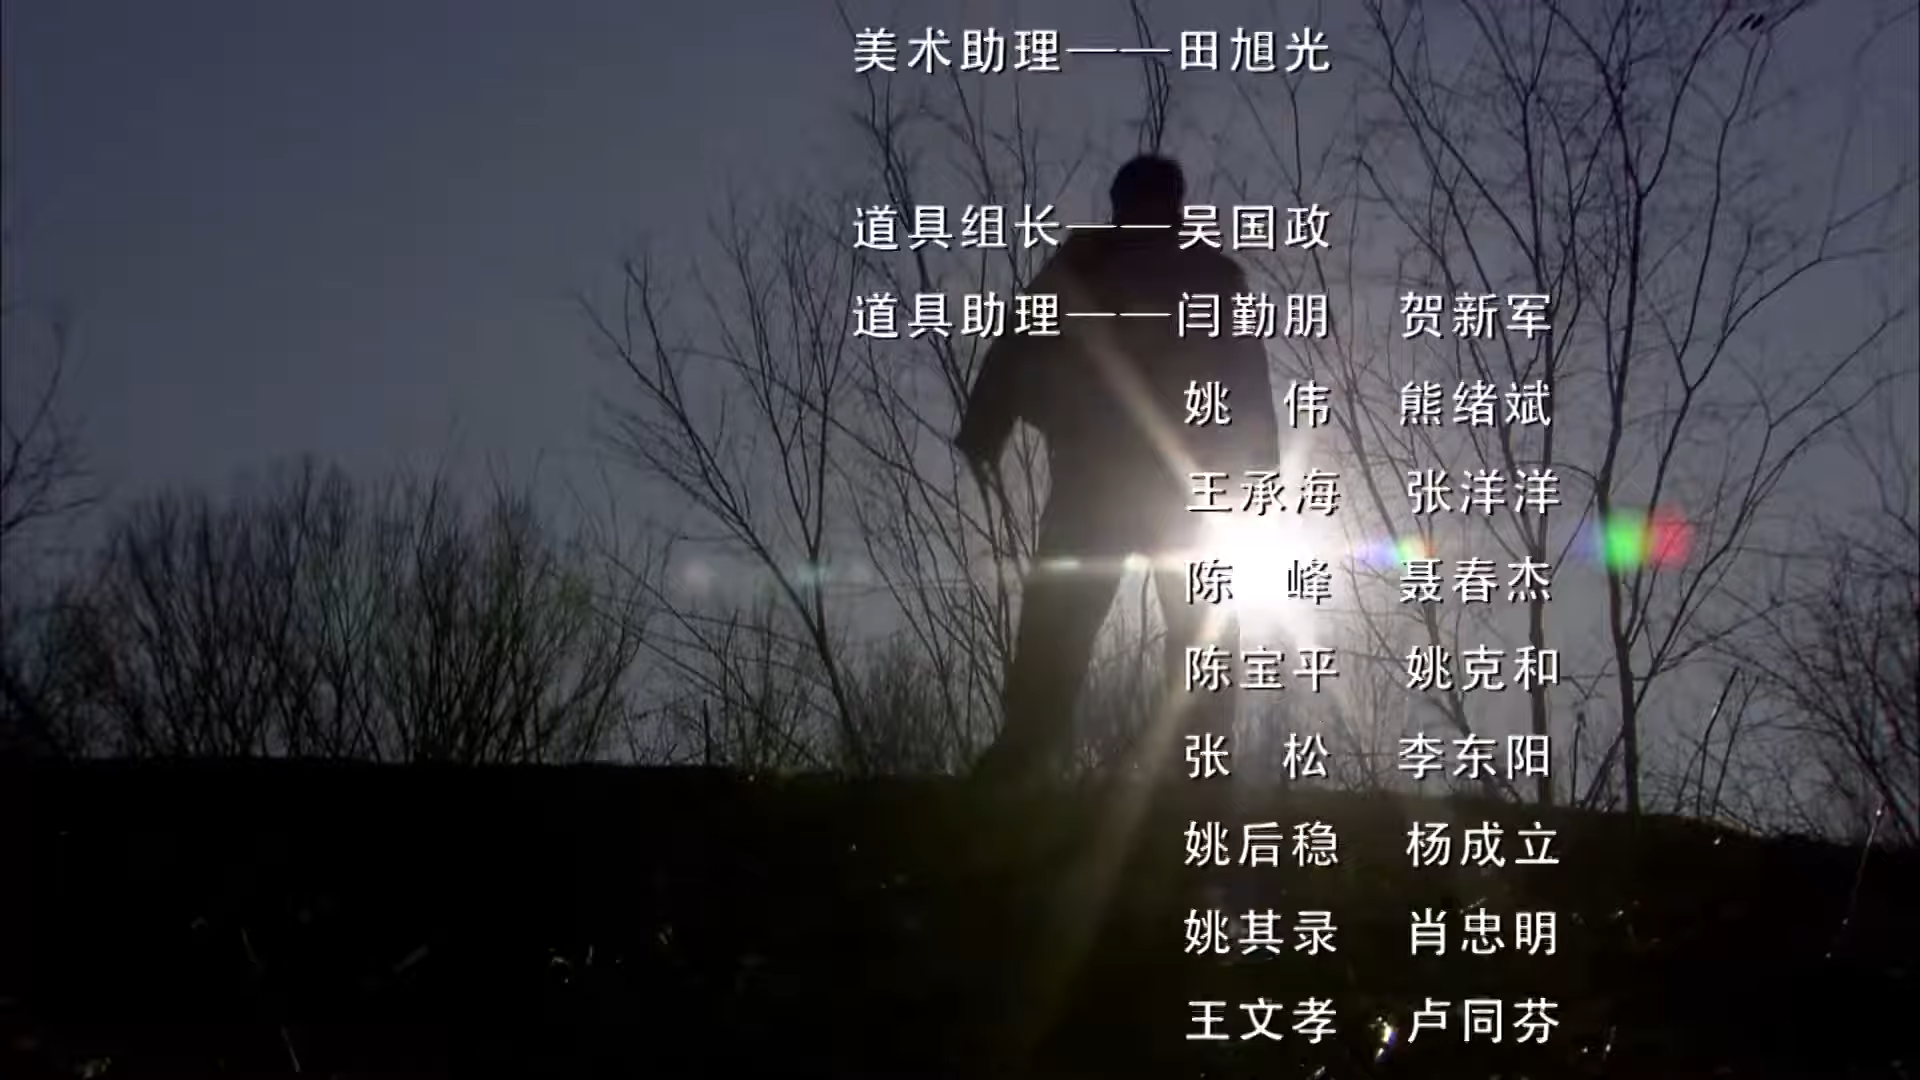 美术助理——田旭光
道具组长——吴国政
道具助理——闫勤朋 贺新军
姚 伟 熊绪斌
王承海 张洋洋
陈 峰 聂春杰
陈宝平 姚克和
张 松 李东阳
姚后稳 杨成立
姚其录 肖忠明
王文孝 卢同芬